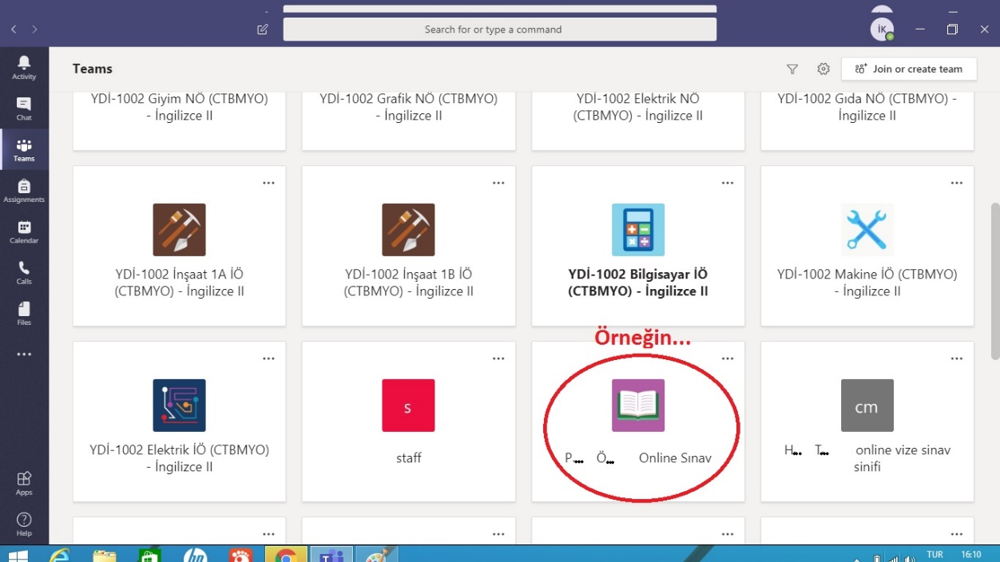 Search for or type a command
İK
Activity
Chat
Teams
Assignments
Calendar
Calls
Files
Apps
Help
Teams
Join or create team
YDİ-1002 Giyim NÖ (CTBMYO)
- İngilizce II
YDİ-1002 Grafik NÖ (CTBMYO)
- İngilizce II
YDİ-1002 Elektrik NÖ
(CTBMYO) - İngilizce II
YDİ-1002 Gıda NÖ (CTBMYO) -
İngilizce II
YDİ-1002 İnşaat 1A İÖ
(CTBMYO) - İngilizce II
YDİ-1002 İnşaat 1B İÖ
(CTBMYO) - İngilizce II
YDİ-1002 Bilgisayar İÖ
(CTBMYO) - İngilizce II
YDİ-1002 Makine İÖ (CTBMYO)
- İngilizce II
Örneğin...
YDİ-1002 Elektrik İÖ (CTBMYO)
- İngilizce II
s
staff
P... Ö... Online Sınav
cm
H... T... online vize sinav
sinifi
hp
TUR 16:10